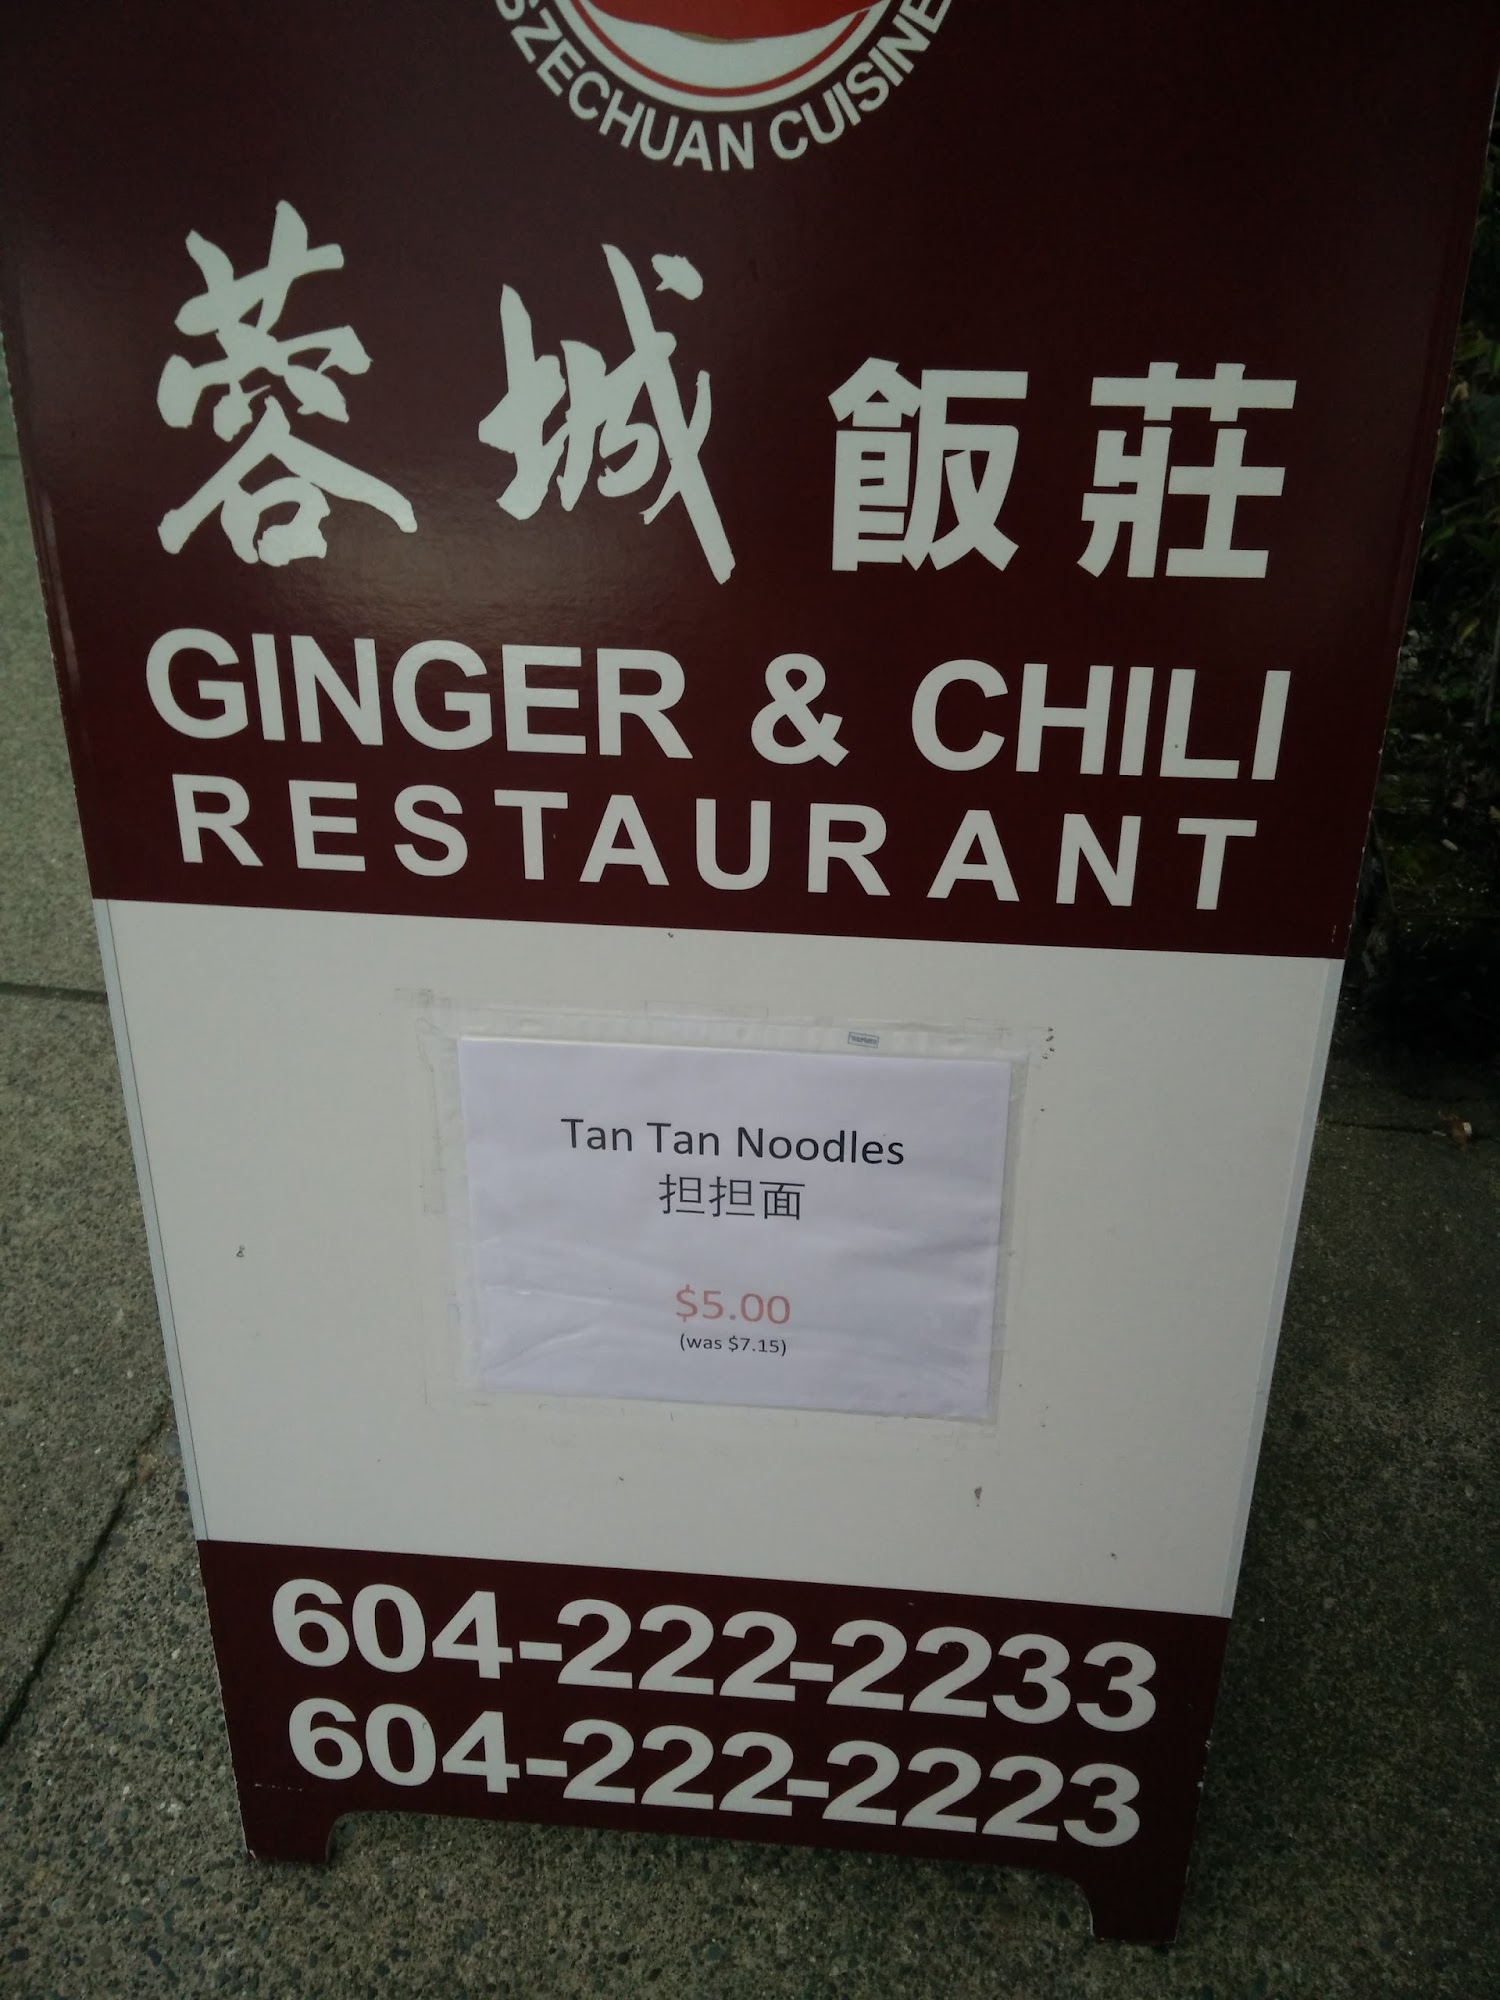 SZECHUAN CUISINE
蓉城飯莊
GINGER & CHILI
RESTAURANT
Tan Tan Noodles
担担面
$5.00
(was $7.15)
604-222-2233
604-222-2223